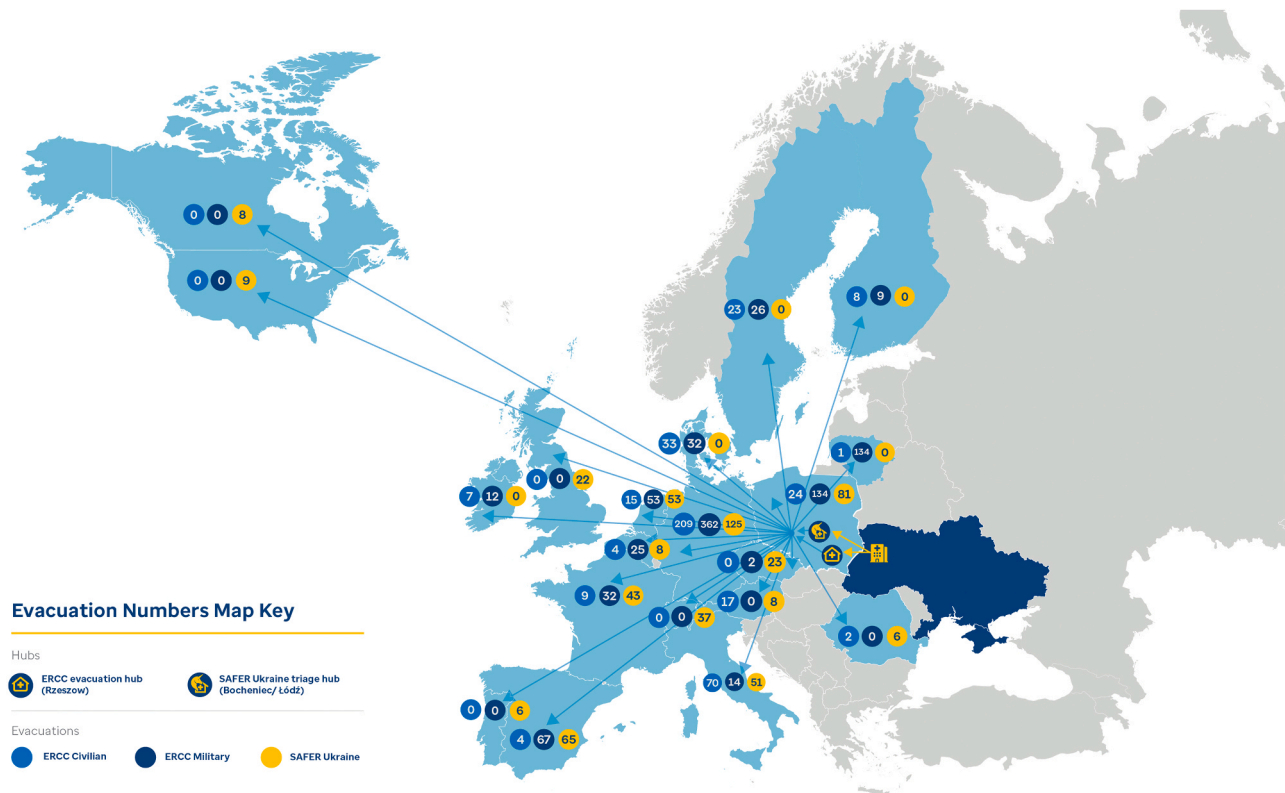 0 0 8
0 0 9
23 26 0
8 9 0
33 32 0
1 134 0
0 0 22
7 12 0
15 53 53
24 134 81
209 362 125
4 25 8
0 2 23
9 32 43
17 0 8
0 0 37
2 0 6
70 14 51
0 0 6
4 67 65
Evacuation Numbers Map Key
Hubs
ERCC evacuation hub
(Rzeszow)
SAFER Ukraine triage hub
(Bocheniec/ Łódź)
Evacuations
ERCC Civilian
ERCC Military
SAFER Ukraine